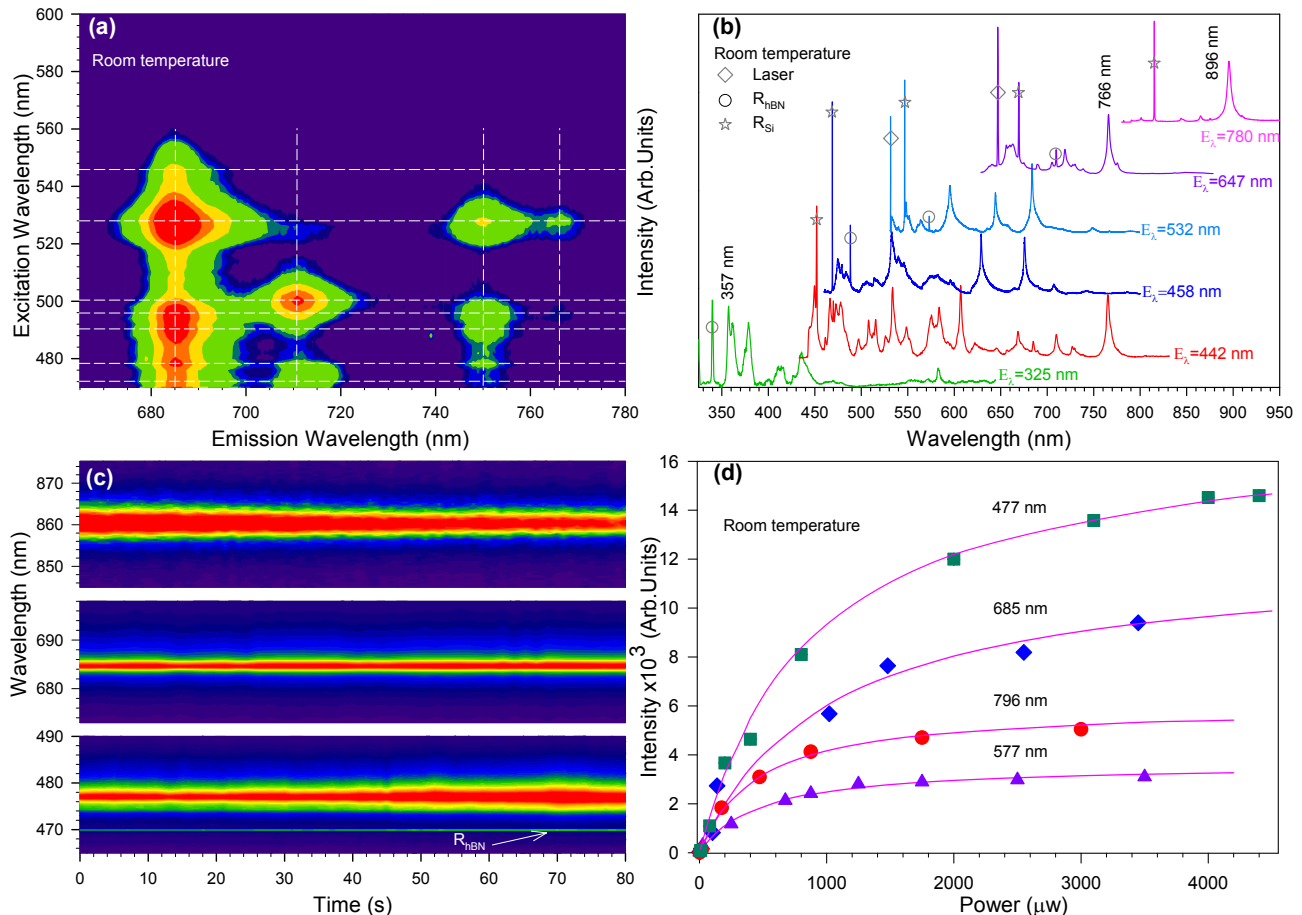 (a)
Room temperature
Excitation Wavelength (nm)
600
580
560
540
520
500
480
680
700
720
740
760
780
Emission Wavelength (nm)
(b)
Room temperature
Laser
RhBN
RSi
Intensity (Arb.Units)
357 nm
766 nm
896 nm
Eλ=780 nm
Eλ=647 nm
Eλ=532 nm
Eλ=458 nm
Eλ=442 nm
Eλ=325 nm
350 400 450 500 550 600 650 700 750 800 850 900 950
Wavelength (nm)
(c)
Wavelength (nm)
870
860
850
690
680
490
480
470
RhBN
0 10 20 30 40 50 60 70 80
Time (s)
(d)
Room temperature
Intensity x10³ (Arb.Units)
16
14
12
10
8
6
4
2
0
477 nm
685 nm
796 nm
577 nm
0 1000 2000 3000 4000
Power (μw)